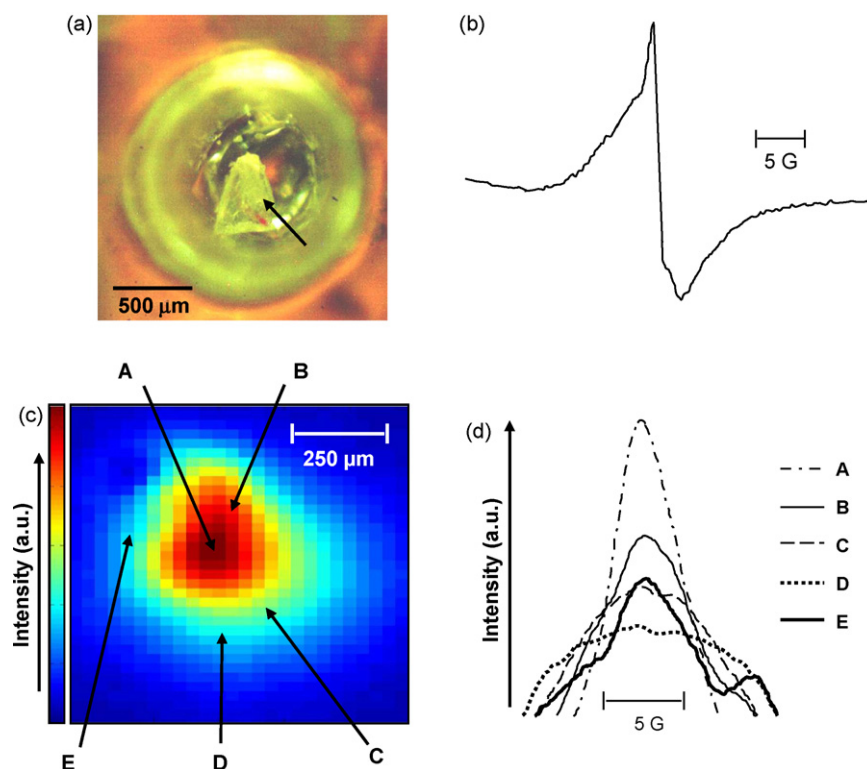 (a)
500 µm
(b)
5 G
(c)
A
B
250 µm
Intensity (a.u.)
E
D
C
(d)
Intensity (a.u.)
5 G
A
B
C
D
E